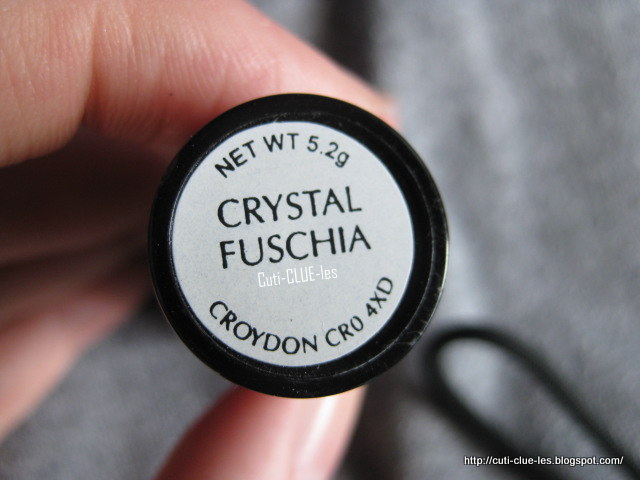 NET WT 5.2g
CRYSTAL
FUSCHIA
Cuti-CLUE-les
CROYDON CR0 4XD
http://cuti-clue-les.blogspot.com/